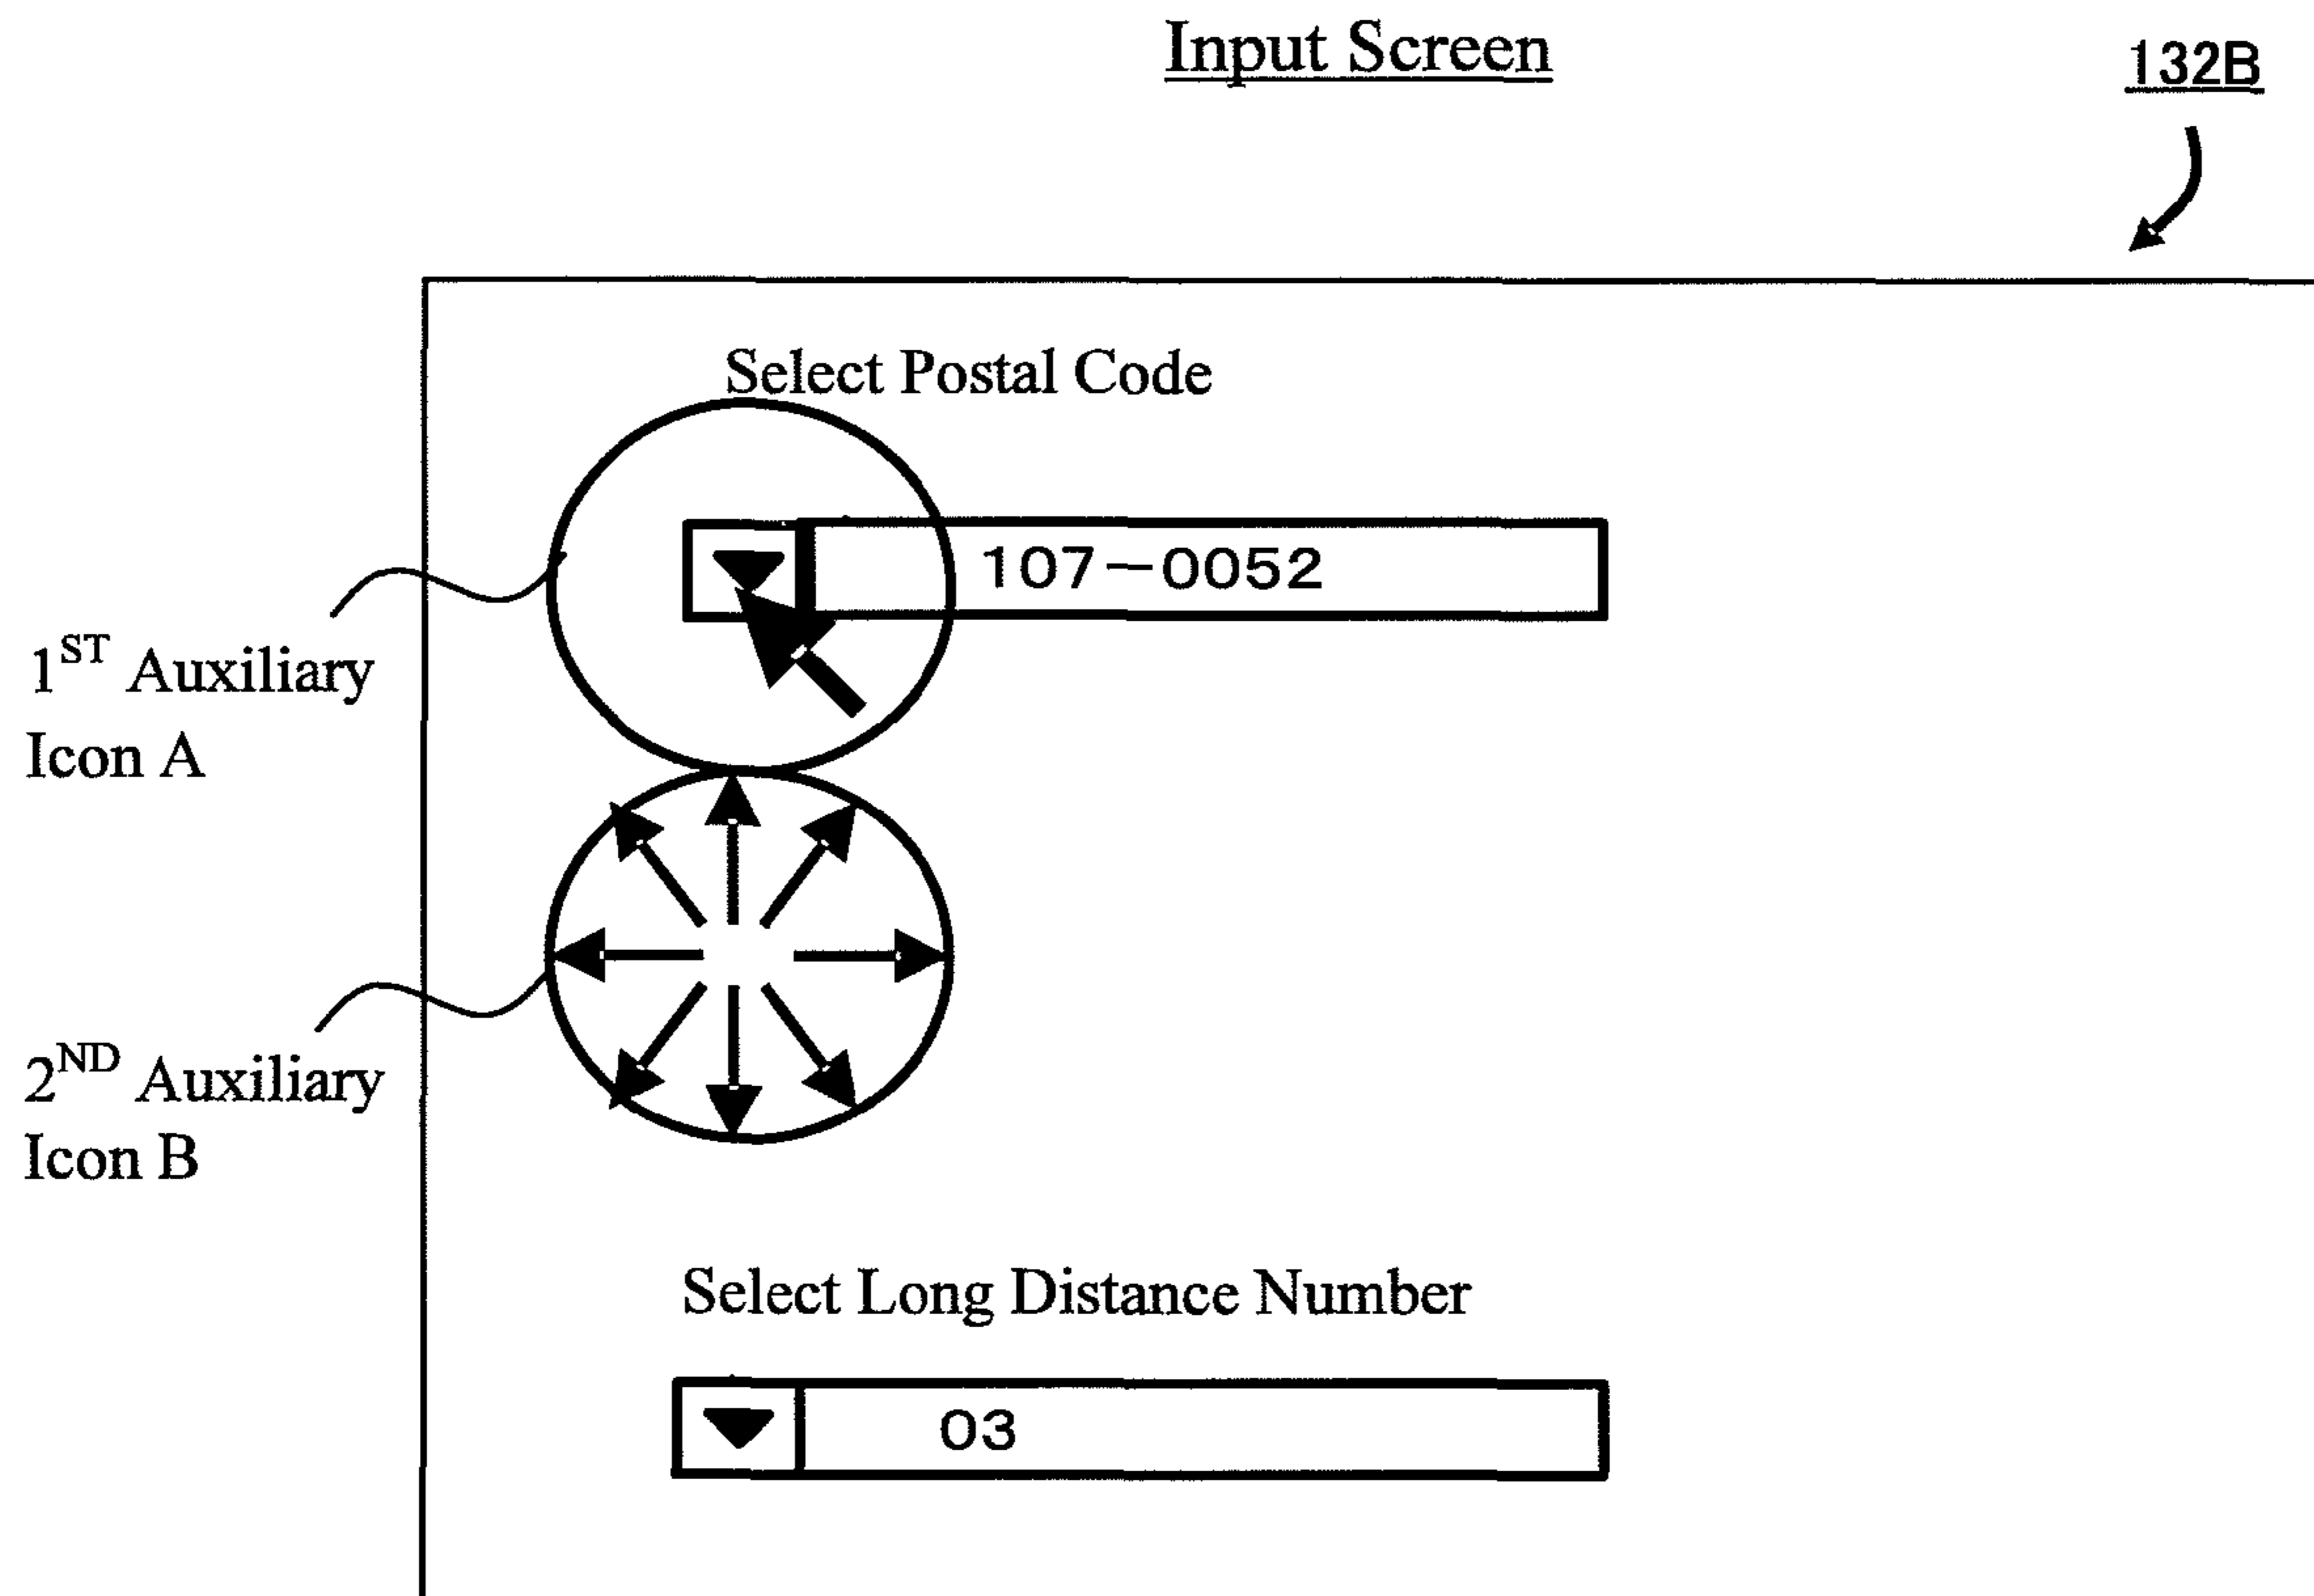 Input Screen
132B
Select Postal Code
107-0052
1ST Auxiliary
Icon A
2ND Auxiliary
Icon B
Select Long Distance Number
03